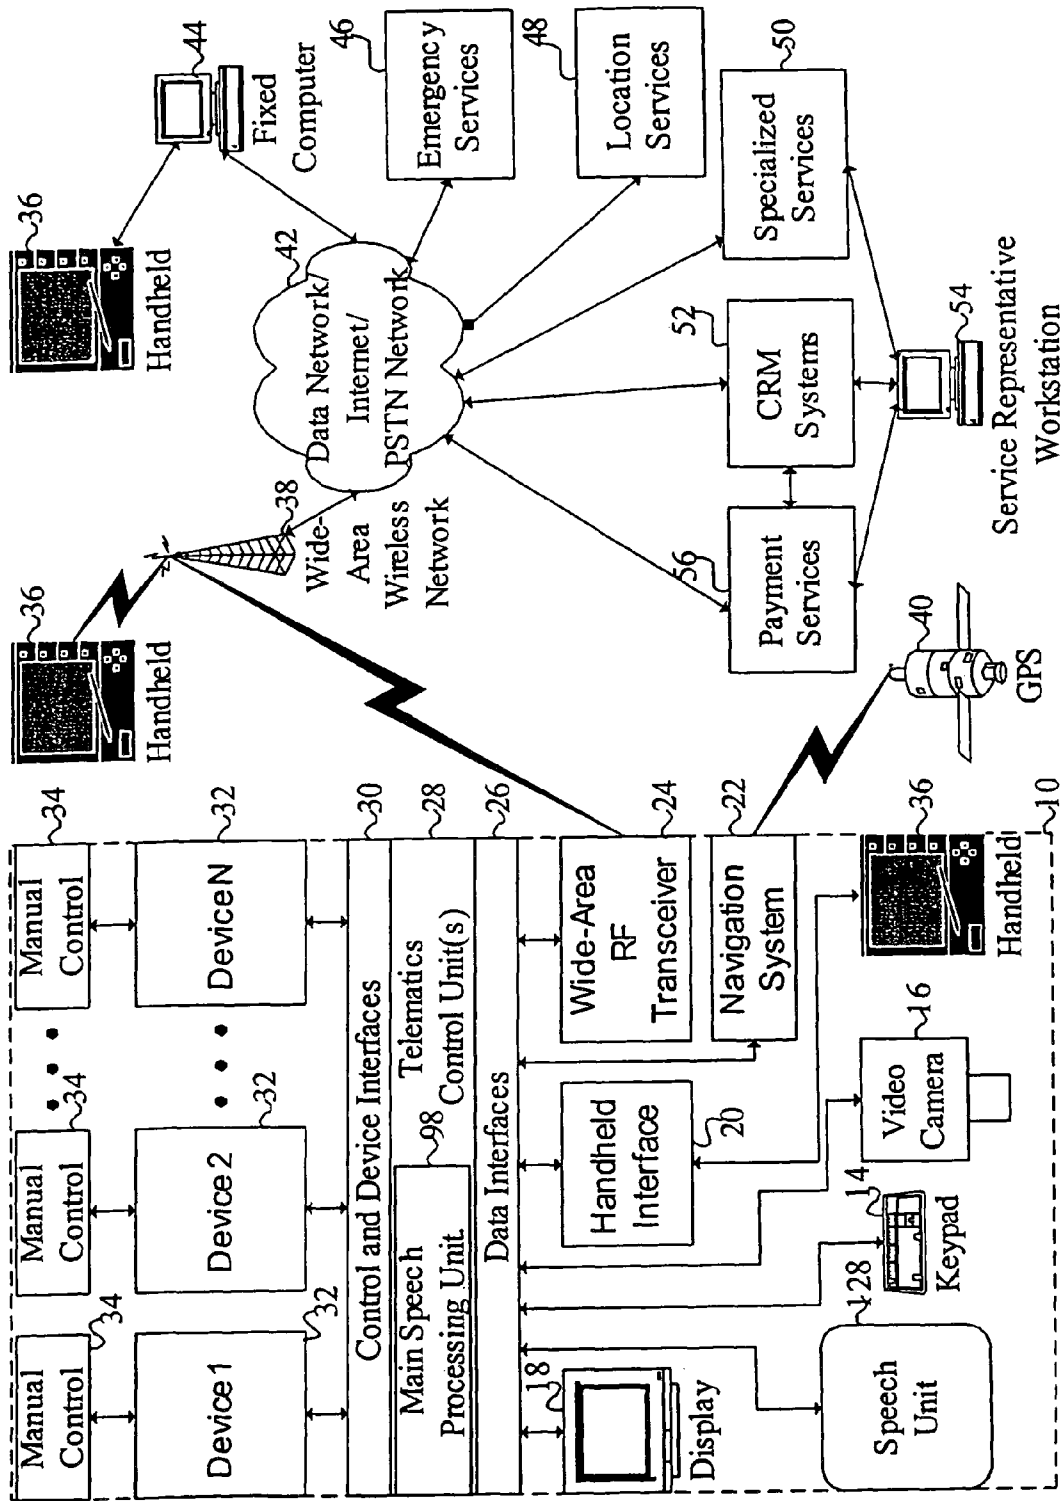 Manual
Control
34
Manual
Control
34
Manual
Control
34
Device1
32
Device2
32
DeviceN
32
Control and Device Interfaces
30
Main Speech
Processing Unit
98
Telematics
Control Unit(s)
28
Data Interfaces
26
18
Display
Handheld
Interface
20
Wide-Area
RF
Transceiver
24
Navigation
System
22
Speech
Unit
128
14
Keypad
Video
Camera
16
36
Handheld
10
36
Handheld
36
Handheld
44
Fixed
Computer
38
Wide-
Area
Wireless
Network
42
Data Network/
Internet/
PSTN Network
46
Emergency
Services
48
Location
Services
50
Specialized
Services
52
CRM
Systems
56
Payment
Services
54
Service Representative
Workstation
40
GPS